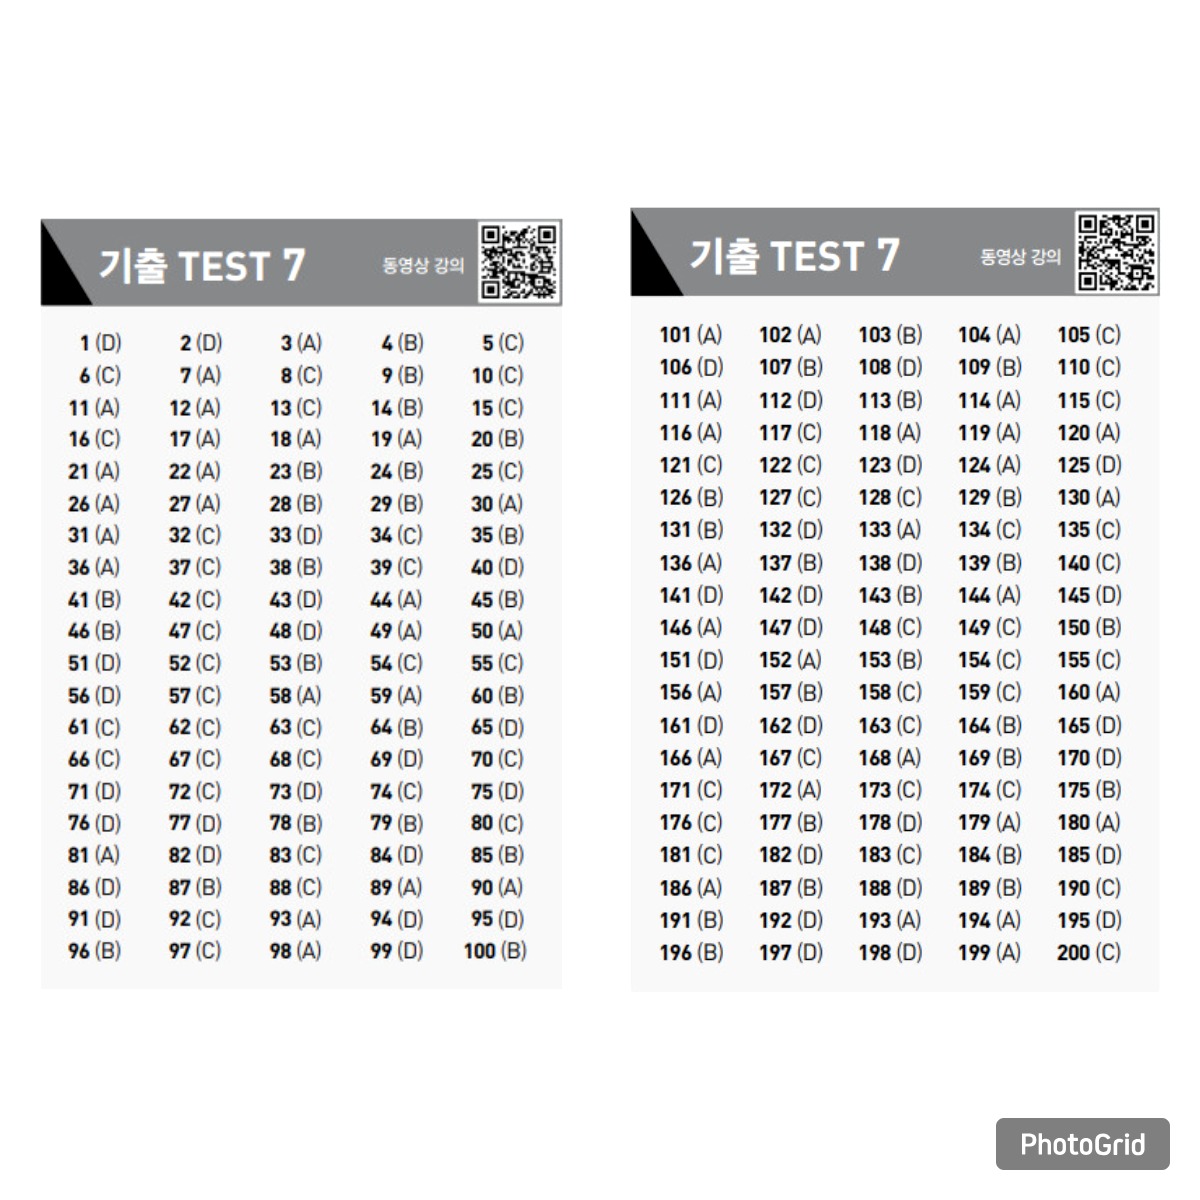 기출 TEST 7 동영상 강의
1 (D) 2 (D) 3 (A) 4 (B) 5 (C)
6 (C) 7 (A) 8 (C) 9 (B) 10 (C)
11 (A) 12 (A) 13 (C) 14 (B) 15 (C)
16 (C) 17 (A) 18 (A) 19 (A) 20 (B)
21 (A) 22 (A) 23 (B) 24 (B) 25 (C)
26 (A) 27 (A) 28 (B) 29 (B) 30 (A)
31 (A) 32 (C) 33 (D) 34 (C) 35 (B)
36 (A) 37 (C) 38 (B) 39 (C) 40 (D)
41 (B) 42 (C) 43 (D) 44 (A) 45 (B)
46 (B) 47 (C) 48 (D) 49 (A) 50 (A)
51 (D) 52 (C) 53 (B) 54 (C) 55 (C)
56 (D) 57 (C) 58 (A) 59 (A) 60 (B)
61 (C) 62 (C) 63 (C) 64 (B) 65 (D)
66 (C) 67 (C) 68 (C) 69 (D) 70 (C)
71 (D) 72 (C) 73 (D) 74 (C) 75 (D)
76 (D) 77 (D) 78 (B) 79 (B) 80 (C)
81 (A) 82 (D) 83 (C) 84 (D) 85 (B)
86 (D) 87 (B) 88 (C) 89 (A) 90 (A)
91 (D) 92 (C) 93 (A) 94 (D) 95 (D)
96 (B) 97 (C) 98 (A) 99 (D) 100 (B)
기출 TEST 7 동영상 강의
101 (A) 102 (A) 103 (B) 104 (A) 105 (C)
106 (D) 107 (B) 108 (D) 109 (B) 110 (C)
111 (A) 112 (D) 113 (B) 114 (A) 115 (C)
116 (A) 117 (C) 118 (A) 119 (A) 120 (A)
121 (C) 122 (C) 123 (D) 124 (A) 125 (D)
126 (B) 127 (C) 128 (C) 129 (B) 130 (A)
131 (B) 132 (D) 133 (A) 134 (C) 135 (C)
136 (A) 137 (B) 138 (D) 139 (B) 140 (C)
141 (D) 142 (D) 143 (B) 144 (A) 145 (D)
146 (A) 147 (D) 148 (C) 149 (C) 150 (B)
151 (D) 152 (A) 153 (B) 154 (C) 155 (C)
156 (A) 157 (B) 158 (C) 159 (C) 160 (A)
161 (D) 162 (D) 163 (C) 164 (B) 165 (D)
166 (A) 167 (C) 168 (A) 169 (B) 170 (D)
171 (C) 172 (A) 173 (C) 174 (C) 175 (B)
176 (C) 177 (B) 178 (D) 179 (A) 180 (A)
181 (C) 182 (D) 183 (C) 184 (B) 185 (D)
186 (A) 187 (B) 188 (D) 189 (B) 190 (C)
191 (B) 192 (D) 193 (A) 194 (A) 195 (D)
196 (B) 197 (D) 198 (D) 199 (A) 200 (C)
PhotoGrid